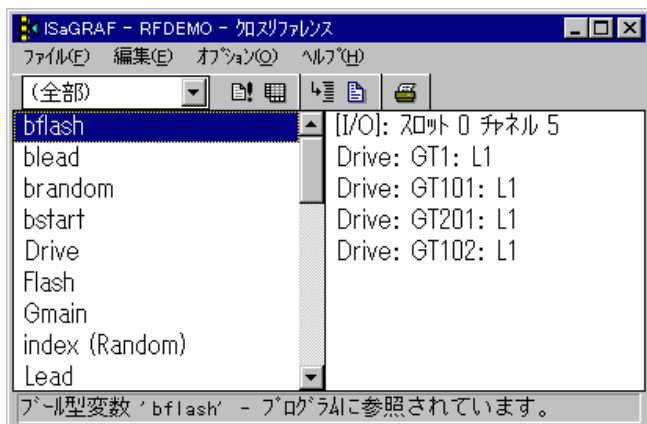 ISaGRAF - RFDEMO - クロスリファレンス
ファイル(F) 編集(E) オプション(O) ヘルプ(H)
(全部)
bflash
blead
brandom
bstart
Drive
Flash
Gmain
index (Random)
Lead
[I/O]: スロット 0 チャネル 5
Drive: GT1: L1
Drive: GT101: L1
Drive: GT201: L1
Drive: GT102: L1
ブール型変数 'bflash' - プログラムに参照されています。